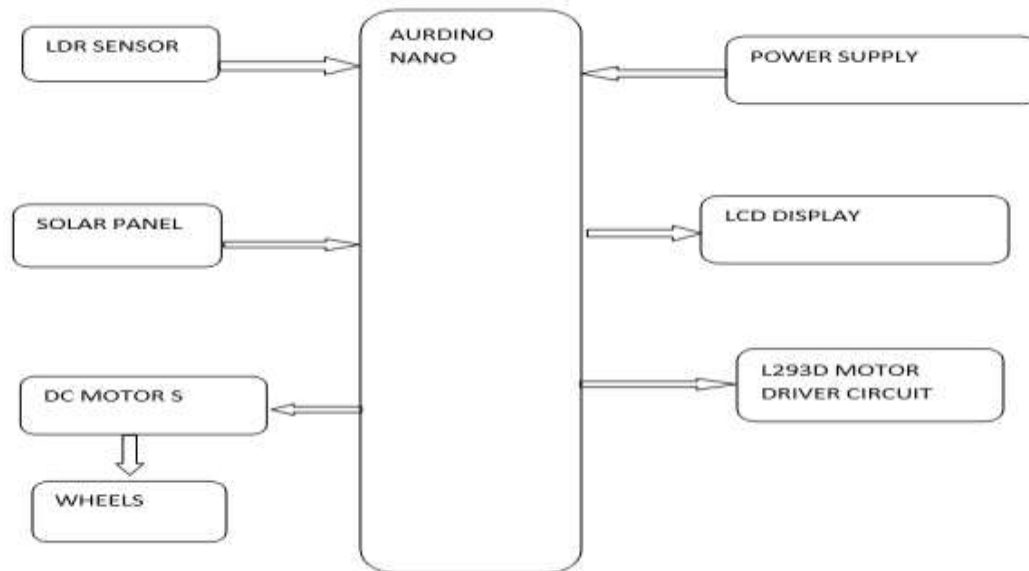 LDR SENSOR
AURDINO
NANO
POWER SUPPLY
SOLAR PANEL
LCD DISPLAY
DC MOTOR S
L293D MOTOR
DRIVER CIRCUIT
WHEELS